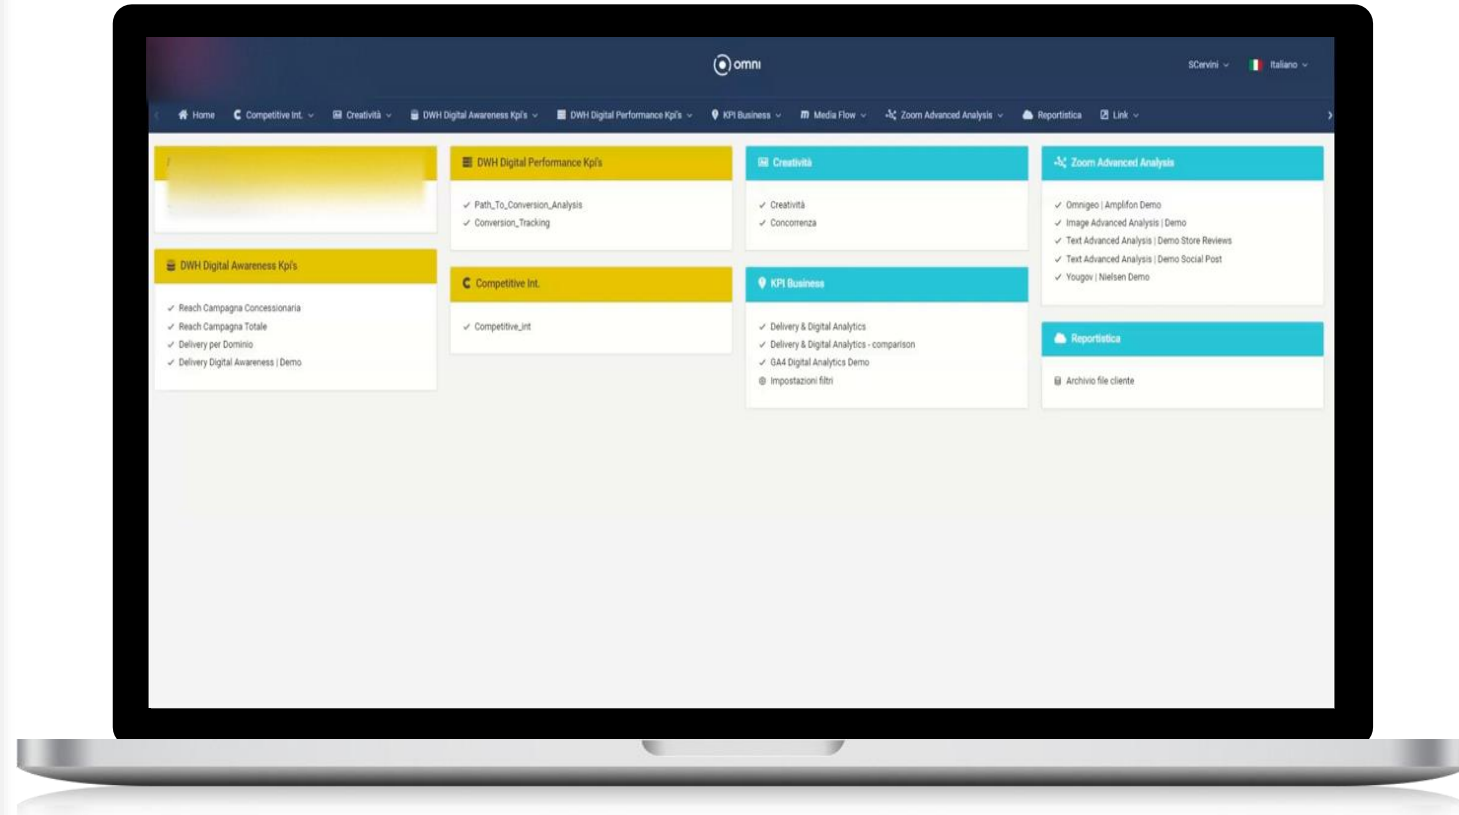 omni
SCervini
Italiano
Home
Competitive Int.
Creatività
DWH Digital Awareness Kpi's
DWH Digital Performance Kpi's
KPI Business
Media Flow
Zoom Advanced Analysis
Reportistica
Link
DWH Digital Awareness Kpi's
Reach Campagna Concessionaria
Reach Campagna Totale
Delivery per Dominio
Delivery Digital Awareness | Demo
DWH Digital Performance Kpi's
Path_To_Conversion_Analysis
Conversion_Tracking
Competitive Int.
Competitive_int
Creatività
Creatività
Concorrenza
KPI Business
Delivery & Digital Analytics
Delivery & Digital Analytics - comparison
GA4 Digital Analytics Demo
Impostazioni filtri
Zoom Advanced Analysis
Omnigeo | Amplifon Demo
Image Advanced Analysis | Demo
Text Advanced Analysis | Demo Store Reviews
Text Advanced Analysis | Demo Social Post
Yougov | Nielsen Demo
Reportistica
Archivio file cliente